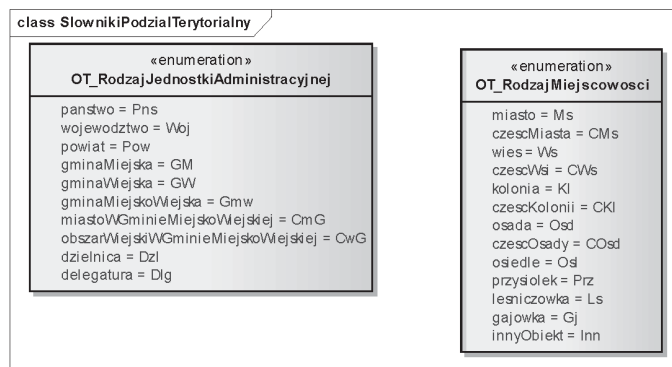 class SlownikiPodzialTerytorialny
«enumeration»
OT_RodzajJednostkiAdministracyjnej
panstwo = Pns
wojewodztwo = Woj
powiat = Pow
gminaMiejska = GM
gminaWiejska = GW
gminaMiejskoWiejska = Gmw
miastoWGminieMiejskoWiejskiej = CmG
obszarWiejskiWGminieMiejskoWiejskiej = CwG
dzielnica = Dzl
delegatura = Dlg
«enumeration»
OT_RodzajMiejscowosci
miasto = Ms
czescMiasta = CMs
wies = Ws
czescWsi = CWs
kolonia = Kl
czescKolonii = CKl
osada = Osd
czescOsady = COsd
osiedle = Osl
przysiolek = Prz
lesniczowka = Ls
gajowka = Gj
innyObiekt = Inn